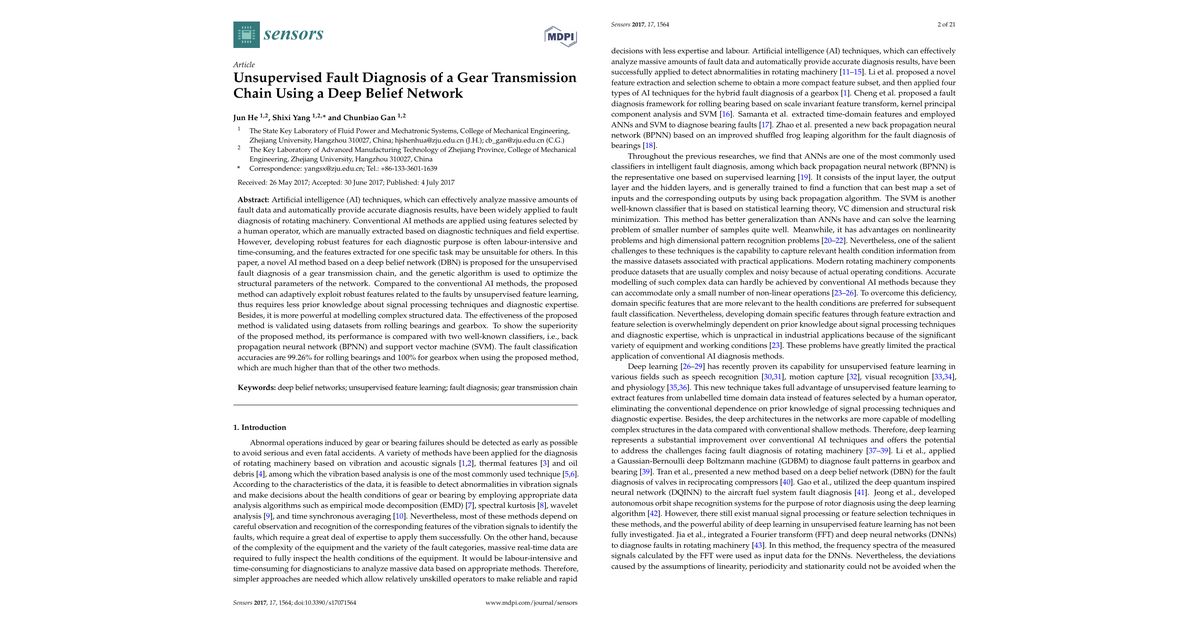 sensors
MDPI
Article
Unsupervised Fault Diagnosis of a Gear Transmission
Chain Using a Deep Belief Network
Jun He 1,2, Shixi Yang 1,2,* and Chunbiao Gan 1,2
1 The State Key Laboratory of Fluid Power and Mechatronic Systems, College of Mechanical Engineering,
Zhejiang University, Hangzhou 310027, China; hjshenhua@zju.edu.cn (J.H.); cb@zju.edu.cn (C.G.)
2 The Key Laboratory of Advanced Manufacturing Technology of Zhejiang Province, College of Mechanical
Engineering, Zhejiang University, Hangzhou 310027, China
* Correspondence: yangsx@zju.edu.cn; Tel.: +86-133-3601-1639
Received: 26 May 2017; Accepted: 30 June 2017; Published: 4 July 2017
Abstract: Artificial intelligence (AI) techniques, which can effectively analyze massive amounts of
fault data and automatically provide accurate diagnosis results, have been widely applied to fault
diagnosis of rotating machinery. Conventional AI methods are applied using features selected by
a human operator, which are manually extracted based on diagnostic techniques and field expertise.
However, developing robust features for each diagnostic purpose is often labour-intensive and
time-consuming, and the features extracted for one specific task may be unsuitable for others. In this
paper, a novel AI method based on a deep belief network (DBN) is proposed for the unsupervised
fault diagnosis of a gear transmission chain, and the genetic algorithm is used to optimize the
structural parameters of the network. Compared to the conventional AI methods, the proposed
method can adaptively exploit robust features related to the faults by unsupervised feature learning,
thus requires less prior knowledge about signal processing techniques and diagnostic expertise.
Besides, it is more powerful at modelling complex structured data. The effectiveness of the proposed
method is validated using datasets from rolling bearings and gearbox. To show the superiority
of the proposed method, its performance is compared with two well-known classifiers, i.e., back
propagation neural network (BPNN) and support vector machine (SVM). The fault classification
accuracies are 99.26% for rolling bearings and 100% for gearbox when using the proposed method,
which are much higher than that of the other two methods.
Keywords: deep belief networks; unsupervised feature learning; fault diagnosis; gear transmission chain
1. Introduction
Abnormal operations induced by gear or bearing failures should be detected as early as possible
to avoid serious and even fatal accidents. A variety of methods have been applied for the diagnosis
of rotating machinery based on vibration and acoustic signals [1,2], thermal features [3] and oil
debris [4], among which the vibration based analysis is one of the most commonly used technique [5,6].
According to the characteristics of the data, it is feasible to detect abnormalities in vibration signals
and make decisions about the health conditions of gear or bearing by employing appropriate data
analysis algorithms such as empirical mode decomposition (EMD) [7], spectral kurtosis [8], wavelet
analysis [9], and time synchronous averaging [10]. Nevertheless, most of these methods depend on
careful observation and recognition of the corresponding features of the vibration signals to identify the
faults, which require a great deal of expertise to apply them successfully. On the other hand, because
of the complexity of the equipment and the variety of the fault categories, massive real-time data are
required to fully inspect the health conditions of the equipment. It would be labour-intensive and
time-consuming for diagnosticians to analyze massive data based on appropriate methods. Therefore,
simpler approaches are needed which allow relatively unskilled operators to make reliable and rapid
Sensors 2017, 17, 1564; doi:10.3390/s17071564
www.mdpi.com/journal/sensors
Sensors 2017, 17, 1564
2 of 21
decisions with less expertise and labour. Artificial intelligence (AI) techniques, which can effectively
analyze massive amounts of fault data and automatically provide accurate diagnosis results, have been
successfully applied to detect abnormalities in rotating machinery [11–15]. Li et al. proposed a novel
feature extraction and selection scheme to obtain a more compact feature subset, and then applied four
types of AI techniques for the hybrid fault diagnosis of a gearbox [1]. Cheng et al. proposed a fault
diagnosis framework for rolling bearing based on scale invariant feature transform, kernel principal
component analysis and SVM [16]. Samanta et al. extracted time-domain features and employed
ANNs and SVM to diagnose bearing faults [17]. Zhao et al. presented a new back propagation neural
network (BPNN) based on an improved shuffled frog leaping algorithm for the fault diagnosis of
bearings [18].
Throughout the previous researches, we find that ANNs are one of the most commonly used
classifiers in intelligent fault diagnosis, among which back propagation neural network (BPNN) is
the representative one based on supervised learning [19]. It consists of the input layer, the output
layer and the hidden layers, and is generally trained to find a function that can best map a set of
inputs and the corresponding outputs by using back propagation algorithm. The SVM is another
well-known classifier that is based on statistical learning theory, VC dimension and structural risk
minimization. This method has better generalization than ANNs have and can solve the learning
problem of smaller number of samples quite well. Meanwhile, it has advantages on nonlinearity
problems and high dimension pattern recognition problems [20–22]. Nevertheless, one of the salient
challenges to these techniques is the capability to capture relevant health condition information from
the massive datasets associated with practical applications. Modern rotating machinery components
produce datasets that are usually complex and noisy because of actual operating conditions. Accurate
modelling of such complex data can hardly be achieved by conventional AI methods because they
can accommodate only a small number of non-linear operations [23–26]. To overcome this deficiency,
domain specific features that are more relevant to the health conditions are preferred for subsequent
fault classification. Nevertheless, developing domain specific features through feature extraction and
feature selection is overwhelmingly dependent on prior knowledge about signal processing techniques
and diagnostic expertise, which is unpractical in industrial applications because of the significant
variety of equipment and working conditions [23]. These problems have greatly limited the practical
application of conventional AI diagnosis methods.
Deep learning [26–29] has recently proven its capability for unsupervised feature learning in
various fields such as speech recognition [30,31], motion capture [32], visual recognition [33,34],
and physiology [35,36]. This new technique takes full advantage of unsupervised feature learning to
extract features from unlabelled time domain data instead of features selected by a human operator,
eliminating the conventional dependence on prior knowledge of signal processing techniques and
diagnostic expertise. Besides, the deep architectures in the networks are more capable of modelling
complex structures in the data compared with conventional shallow methods. Therefore, deep learning
represents a substantial improvement over conventional AI techniques and offers the potential
to address the challenges facing fault diagnosis of rotating machinery [37–39]. Li et al., applied
a Gaussian-Bernoulli deep Boltzmann machine (GDBM) to diagnose fault patterns in gearbox and
bearing [39]. Tran et al., presented a new method based on a deep belief network (DBN) for the fault
diagnosis of valves in reciprocating compressors [40]. Gao et al., utilized the deep quantum inspired
neural network (DQINN) to the aircraft fuel system fault diagnosis [41]. Jeong et al., developed
autonomous orbit shape recognition systems for the purpose of rotor diagnosis using the deep learning
algorithm [42]. However, there still exist manual signal processing or feature selection techniques in
these methods, and the powerful ability of deep learning in unsupervised feature learning has not been
fully investigated. Jia et al., integrated a Fourier transform (FFT) and deep neural networks (DNNs)
to diagnose faults in rotating machinery [43]. In this method, the frequency spectra of the measured
signals calculated by the FFT were used as input data for the DNNs. Nevertheless, the deviations
caused by the assumptions of linearity, periodicity and stationarity could not be avoided when the